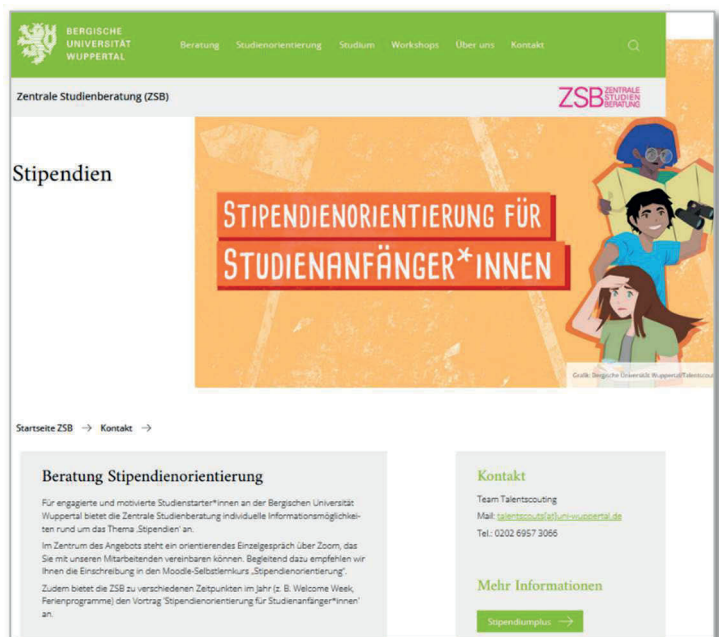 BERGISCHE
UNIVERSITÄT
WUPPERTAL
Beratung Studienorientierung Studium Workshops Über uns Kontakt
Zentrale Studienberatung (ZSB)
ZSB ZENTRALE
STUDIEN
BERATUNG
Stipendien
STIPENDIENORIENTIERUNG FÜR
STUDIENANFÄNGER*INNEN
Grafik: Bergische Universität Wuppertal/Talentscout
Startseite ZSB → Kontakt →
Beratung Stipendienorientierung
Für engagierte und motivierte Studienstarter*innen an der Bergischen Universität
Wuppertal bietet die Zentrale Studienberatung individuelle Informationsmöglichkei-
ten rund um das Thema ‚Stipendien' an.
Im Zentrum des Angebots steht ein orientierendes Einzelgespräch über Zoom, das
Sie mit unseren Mitarbeitenden vereinbaren können. Begleitend dazu empfehlen wir
Ihnen die Einschreibung in den Moodle-Selbstlernkurs „Stipendienorientierung'.
Zudem bietet die ZSB zu verschiedenen Zeitpunkten im Jahr (z. B. Welcome Week,
Ferienprogramme) den Vortrag 'Stipendienorientierung für Studienanfänger*innen'
an.
Kontakt
Team Talentscouting
Mail: talentscouts[at]uni-wuppertal.de
Tel.: 0202 6957 3066
Mehr Informationen
Stipendiumplus →